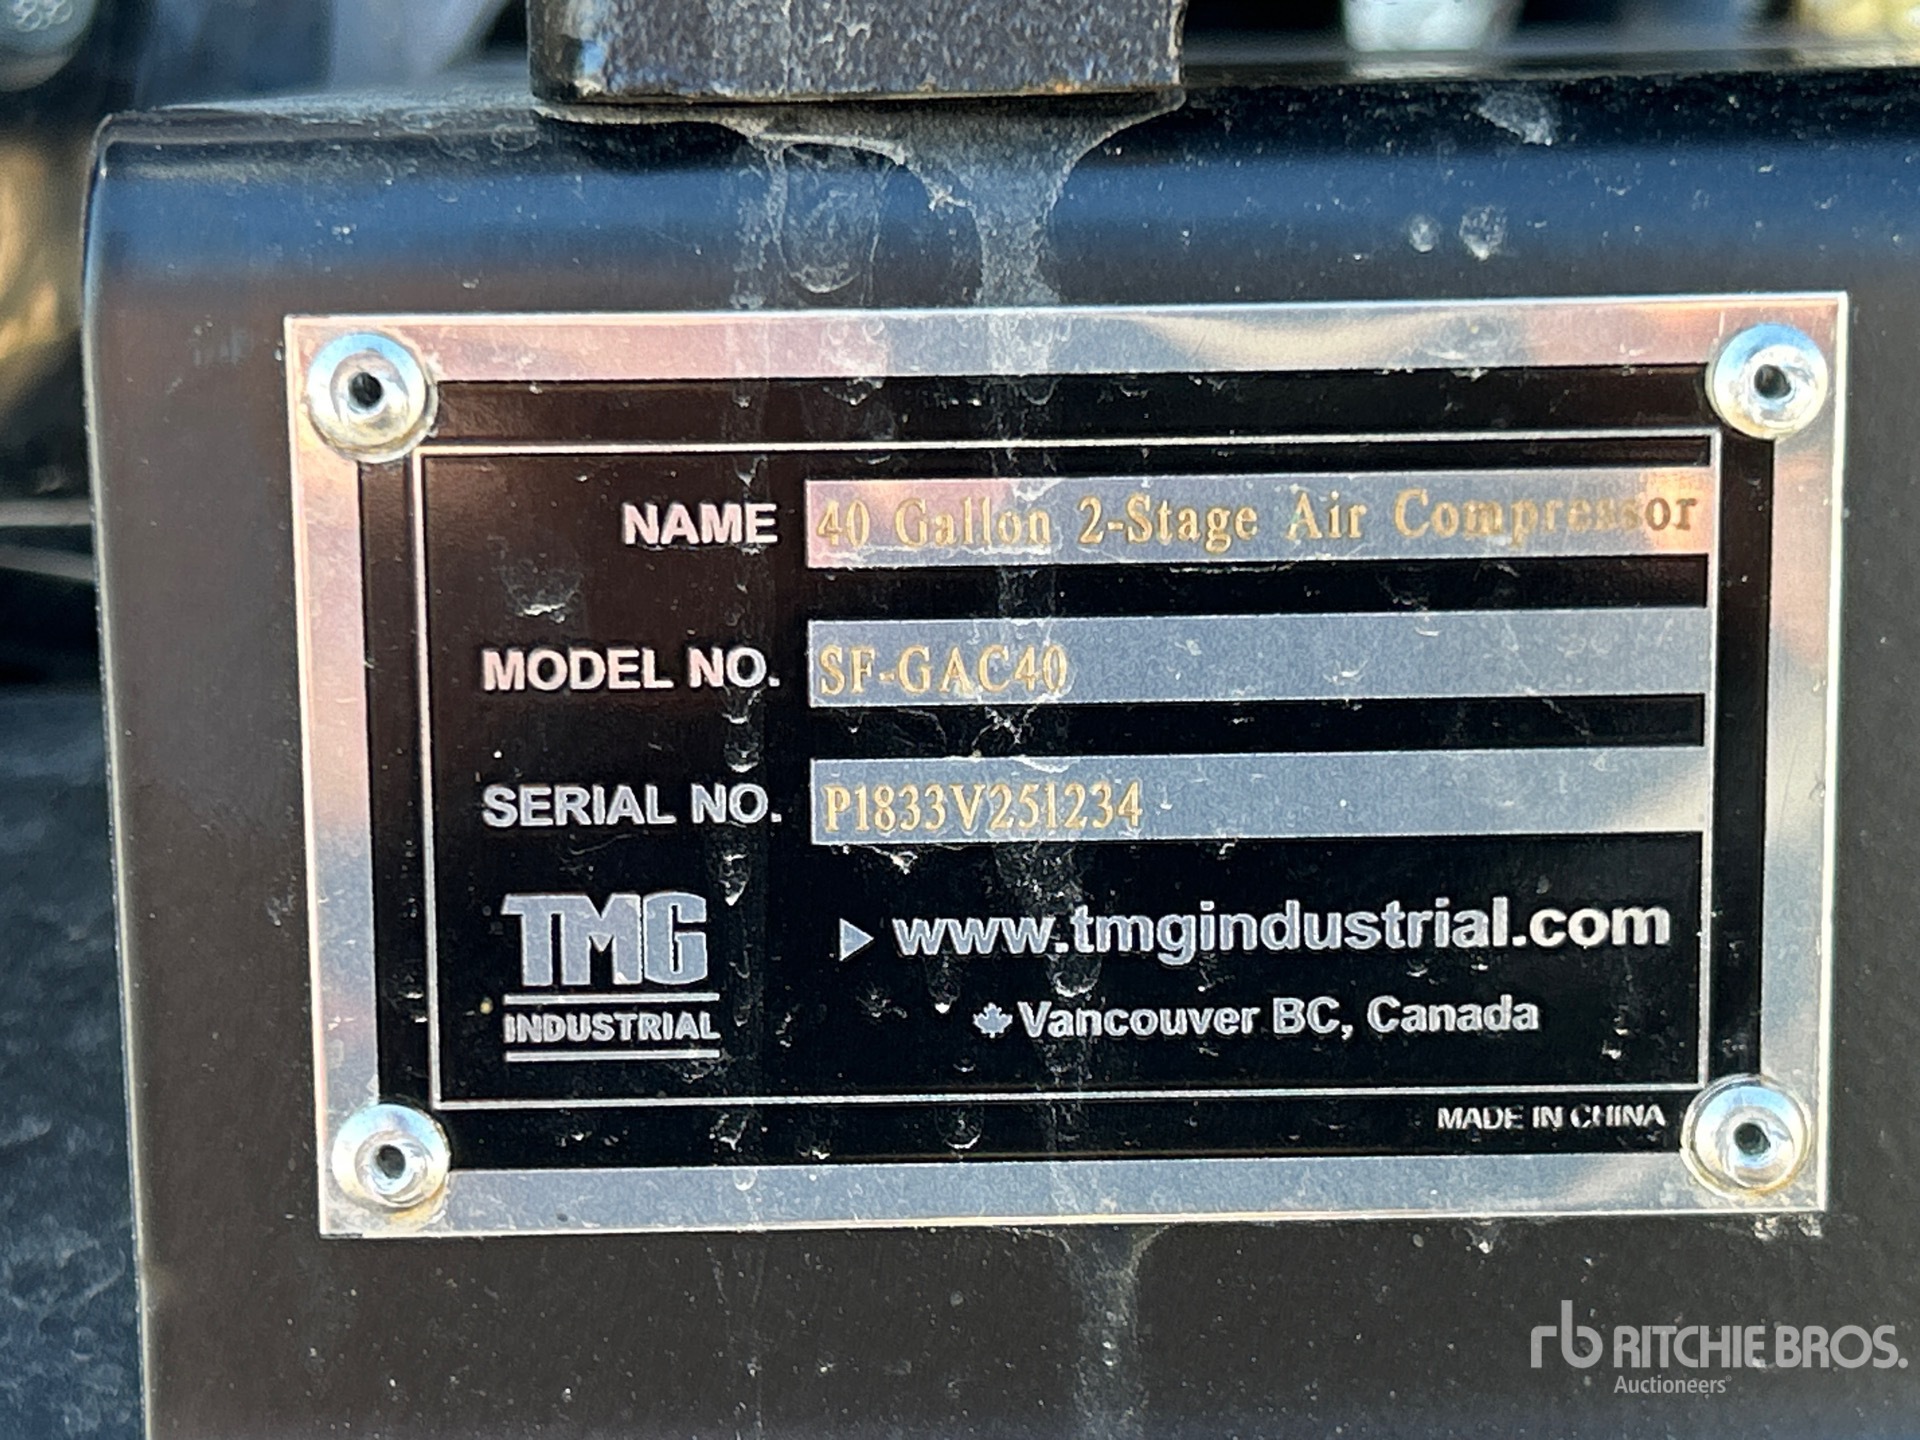 NAME 40 Gallon 2-Stage Air Compressor
MODEL NO. SF-GAC40
SERIAL NO. P1833V251234
TMG
INDUSTRIAL
www.tmgindustrial.com
Vancouver BC, Canada
MADE IN CHINA
rb RITCHIE BROS.
Auctioneers